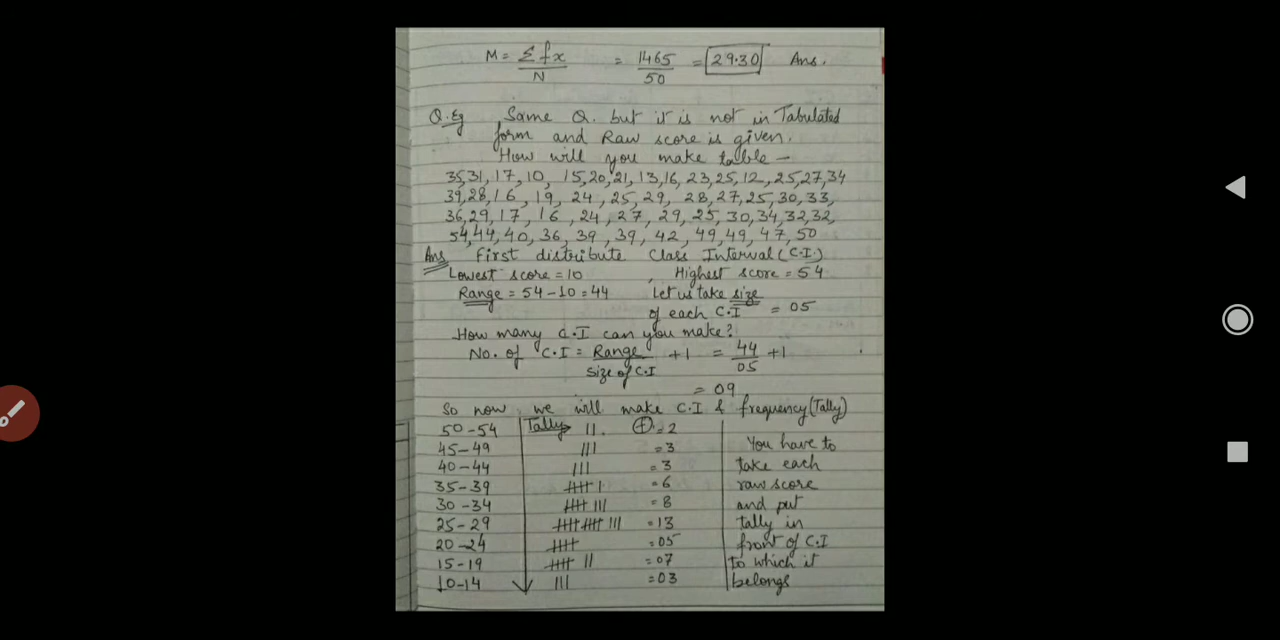 M = Σfx / N = 1465 / 50 = 29.30 Ans.
Q.Eg Same Q. but it is not in Tabulated
form and Raw score is given.
How will you make table —
35,31, 17, 10, 15,20,21,13,16, 23,25, 12, 25,27,34
39,28,16, 19, 24, 25, 29, 28, 27, 25, 30, 33,
36,29, 17, 16, 24, 27, 29, 25, 30, 34, 32, 32,
54,44, 40, 36, 39, 39, 42, 49, 49, 47, 50
Ans First distribute Class Interval (C.I.)
Lowest score = 10, Highest score = 54
Range = 54 – 10 = 44 Let us take size
of each C.I = 05
How many C.I can you make?
No. of C.I = Range / size of C.I + 1 = 44 / 05 + 1
= 09
So now we will make C.I & frequency (Tally)
50–54 Tally → II. (f) = 2
45–49 III = 3 You have to
40–44 III = 3 take each
35–39 IIII I = 6 raw score
30–34 IIII III = 8 and put
25–29 IIII IIII III = 13 tally in
20–24 IIII = 05 front of C.I
15–19 IIII II = 07 to which it
10–14 III = 03 belongs